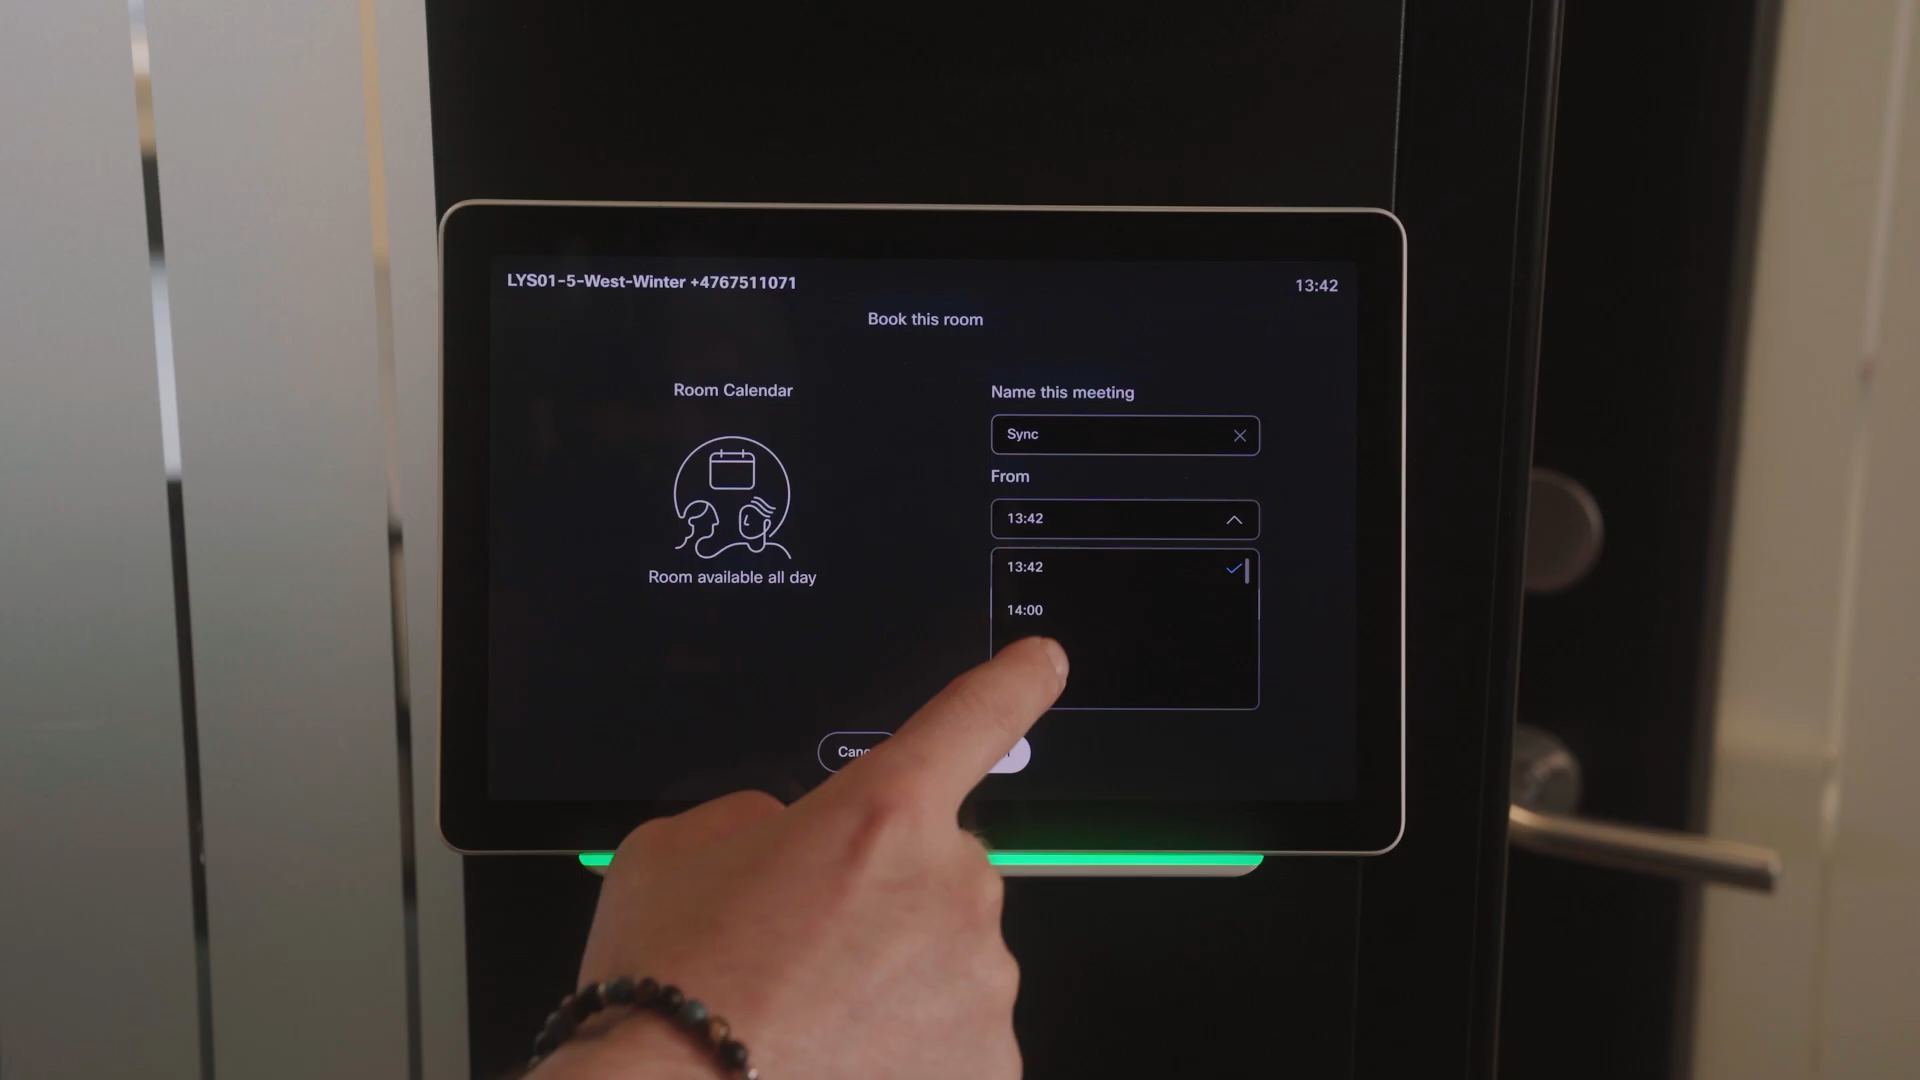 LYS01-5-West-Winter +4767511071
13:42
Book this room
Room Calendar
Room available all day
Name this meeting
Sync
From
13:42
13:42
14:00